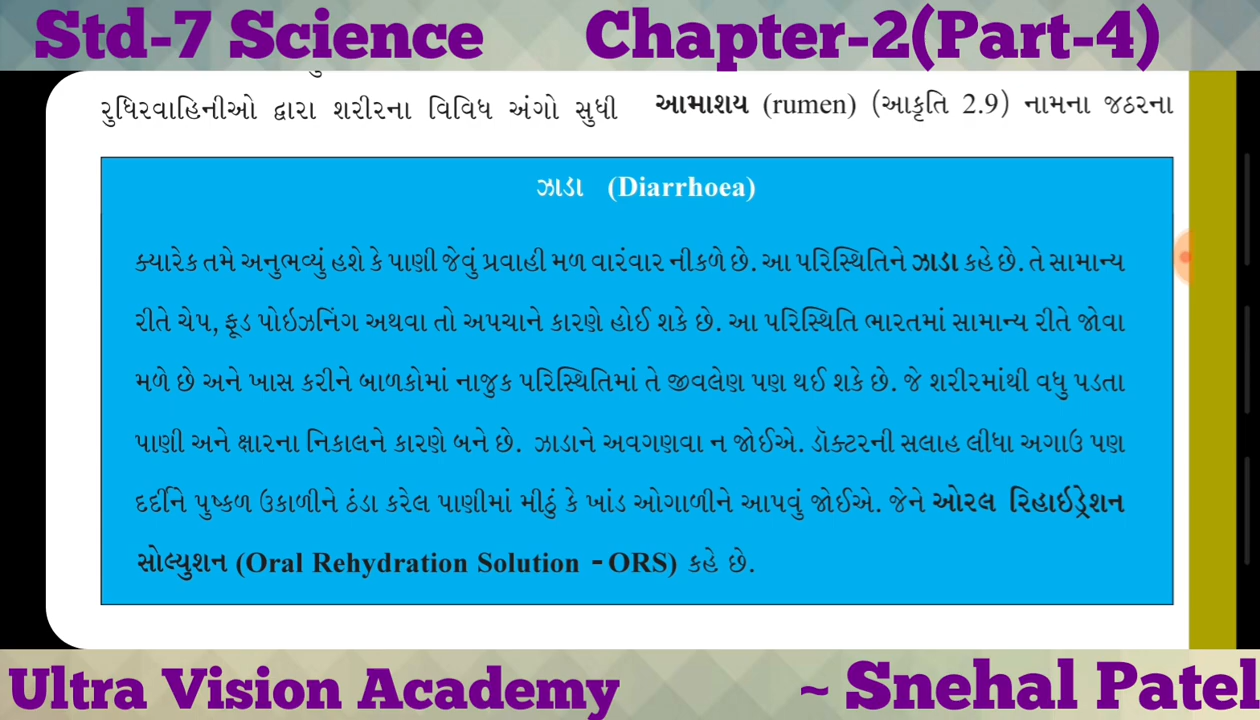 Std-7 Science Chapter-2(Part-4)
રુધિરવાહિનીઓ દ્વારા શરીરના વિવિધ અંગો સુધી
આમાશય (rumen) (આકૃતિ 2.9) નામના જઠરના
ઝાડા (Diarrhoea)
ક્યારેક તમે અનુભવ્યું હશે કે પાણી જેવું પ્રવાહી મળ વારંવાર નીકળે છે. આ પરિસ્થિતિને ઝાડા કહે છે. તે સામાન્ય
રીતે ચેપ, ફૂડ પોઇઝનિંગ અથવા તો અપચાને કારણે હોઈ શકે છે. આ પરિસ્થિતિ ભારતમાં સામાન્ય રીતે જોવા
મળે છે અને ખાસ કરીને બાળકોમાં નાજુક પરિસ્થિતિમાં તે જીવલેણ પણ થઈ શકે છે. જે શરીરમાંથી વધુ પડતા
પાણી અને ક્ષારના નિકાલને કારણે બને છે. ઝાડાને અવગણવા ન જોઈએ. ડૉક્ટરની સલાહ લીધા અગાઉ પણ
દર્દીને પુષ્કળ ઉકાળીને ઠંડા કરેલ પાણીમાં મીઠું કે ખાંડ ઓગાળીને આપવું જોઈએ. જેને ઓરલ રિહાઈડ્રેશન
સોલ્યુશન (Oral Rehydration Solution - ORS) કહે છે.
Ultra Vision Academy ~ Snehal Patel